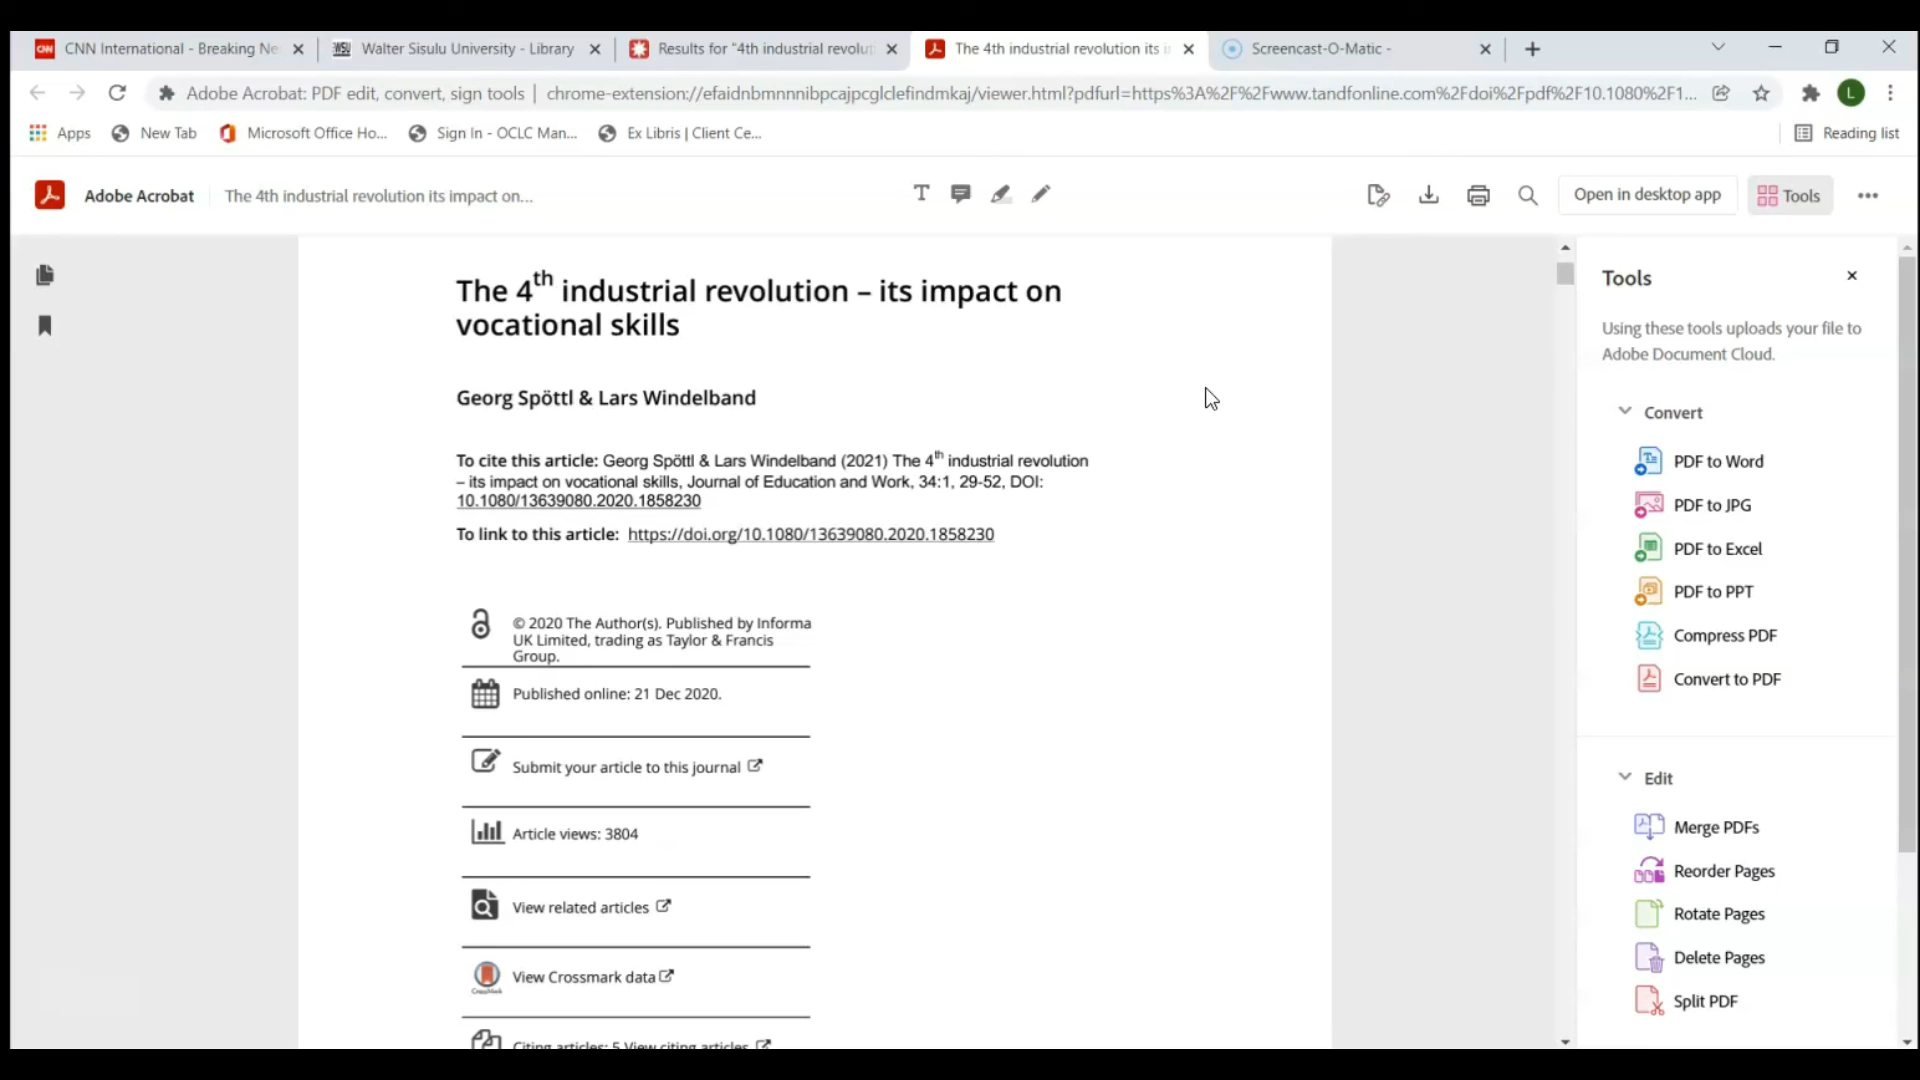 CNN International - Breaking Ne
Walter Sisulu University - Library
Results for "4th industrial revolut
The 4th industrial revolution its i
Screencast-O-Matic -
Adobe Acrobat: PDF edit, convert, sign tools | chrome-extension://efaidnbmnnnibpcajpcglclefindmkaj/viewer.html?pdfurl=https%3A%2F%2Fwww.tandfonline.com%2Fdoi%2Fpdf%2F10.1080%2F1...
L
Apps
New Tab
Microsoft Office Ho...
Sign In - OCLC Man...
Ex Libris | Client Ce...
Reading list
Adobe Acrobat
The 4th industrial revolution its impact on...
Open in desktop app
Tools
The 4th industrial revolution – its impact on
vocational skills
Georg Spöttl & Lars Windelband
To cite this article: Georg Spöttl & Lars Windelband (2021) The 4th industrial revolution
– its impact on vocational skills, Journal of Education and Work, 34:1, 29-52, DOI:
10.1080/13639080.2020.1858230
To link to this article: https://doi.org/10.1080/13639080.2020.1858230
© 2020 The Author(s). Published by Informa
UK Limited, trading as Taylor & Francis
Group.
Published online: 21 Dec 2020.
Submit your article to this journal
Article views: 3804
View related articles
CrossMark
View Crossmark data
Citing articles: 5 View citing articles
Tools
Using these tools uploads your file to
Adobe Document Cloud.
Convert
PDF to Word
PDF to JPG
PDF to Excel
PDF to PPT
Compress PDF
Convert to PDF
Edit
Merge PDFs
Reorder Pages
Rotate Pages
Delete Pages
Split PDF